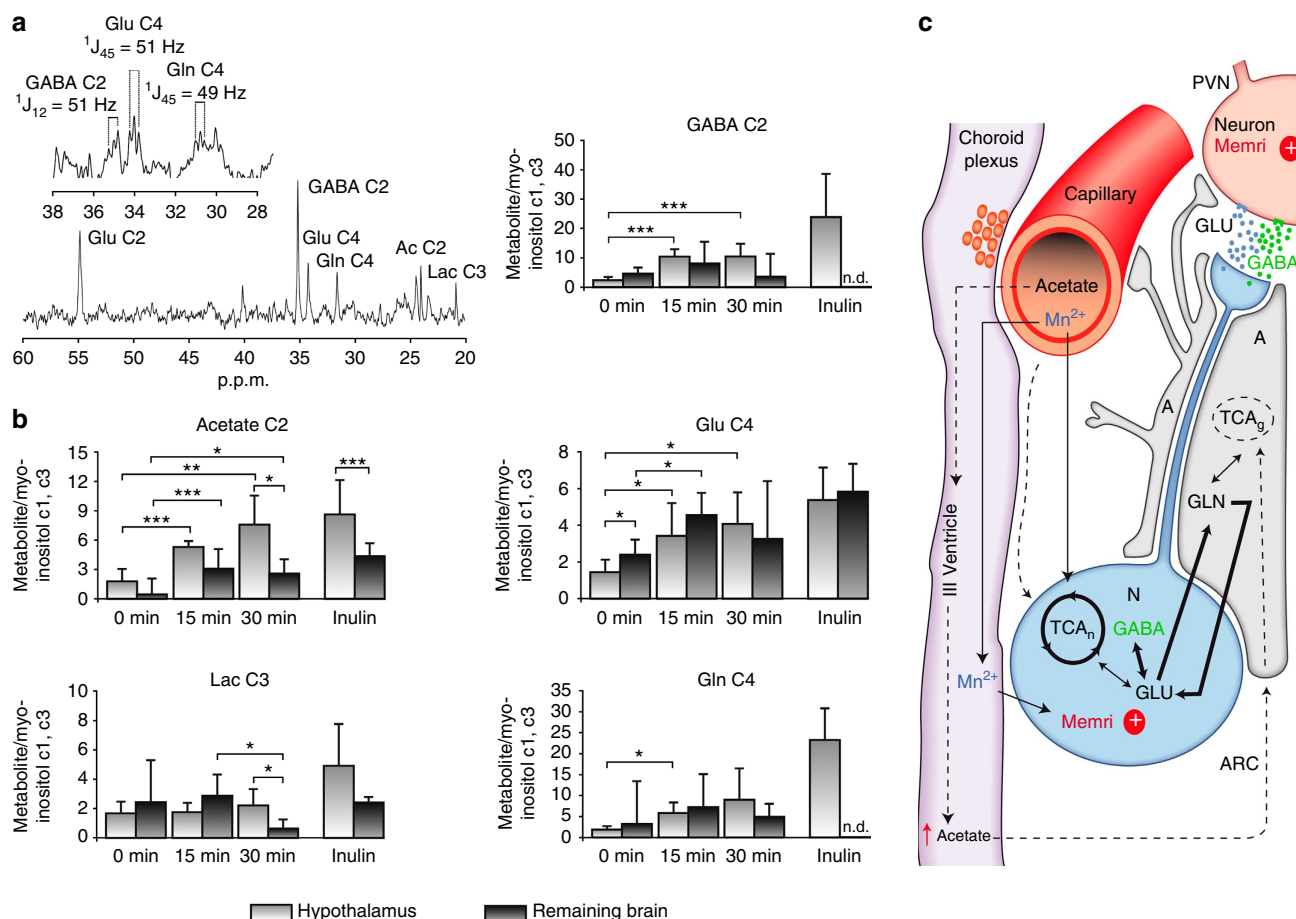 a
Glu C4
¹J₄₅ = 51 Hz
GABA C2
¹J₁₂ = 51 Hz
Gln C4
¹J₄₅ = 49 Hz
38 36 34 32 30 28
Glu C2
GABA C2
Glu C4
Gln C4
Ac C2
Lac C3
60 55 50 45 40 35 30 25 20
p.p.m.
GABA C2
Metabolite/myo-
inositol c1, c3
50
40
30
20
10
0
***
***
n.d.
0 min 15 min 30 min Inulin
b
Acetate C2
Metabolite/myo-
inositol c1, c3
15
12
9
6
3
0
*
**
***
***
*
***
0 min 15 min 30 min Inulin
Glu C4
Metabolite/myo-
inositol c1, c3
8
6
4
2
0
*
*
*
*
0 min 15 min 30 min Inulin
Lac C3
Metabolite/myo-
inositol c1, c3
10
8
6
4
2
0
*
*
0 min 15 min 30 min Inulin
Gln C4
Metabolite/myo-
inositol c1, c3
35
30
25
20
15
10
5
0
*
n.d.
0 min 15 min 30 min Inulin
Hypothalamus Remaining brain
c
PVN
Neuron
Memri +
Choroid
plexus
Capillary
GLU
GABA
Acetate
Mn²⁺
A
A
TCAg
GLN
III Ventricle
N
TCAn
GABA
GLU
Mn²⁺
Memri +
ARC
Acetate